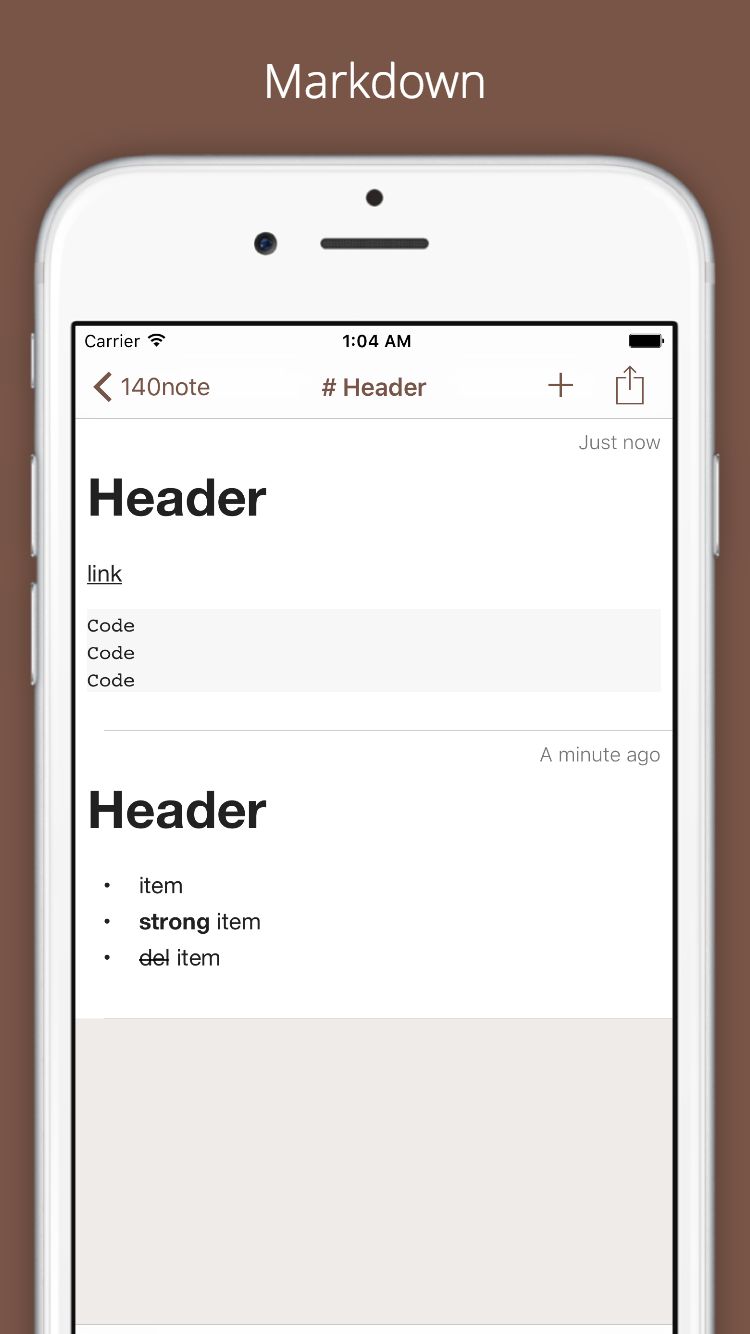 Markdown
Carrier 1:04 AM
140note # Header
Just now
Header
link
Code
Code
Code
A minute ago
Header
• item
• strong item
• del item